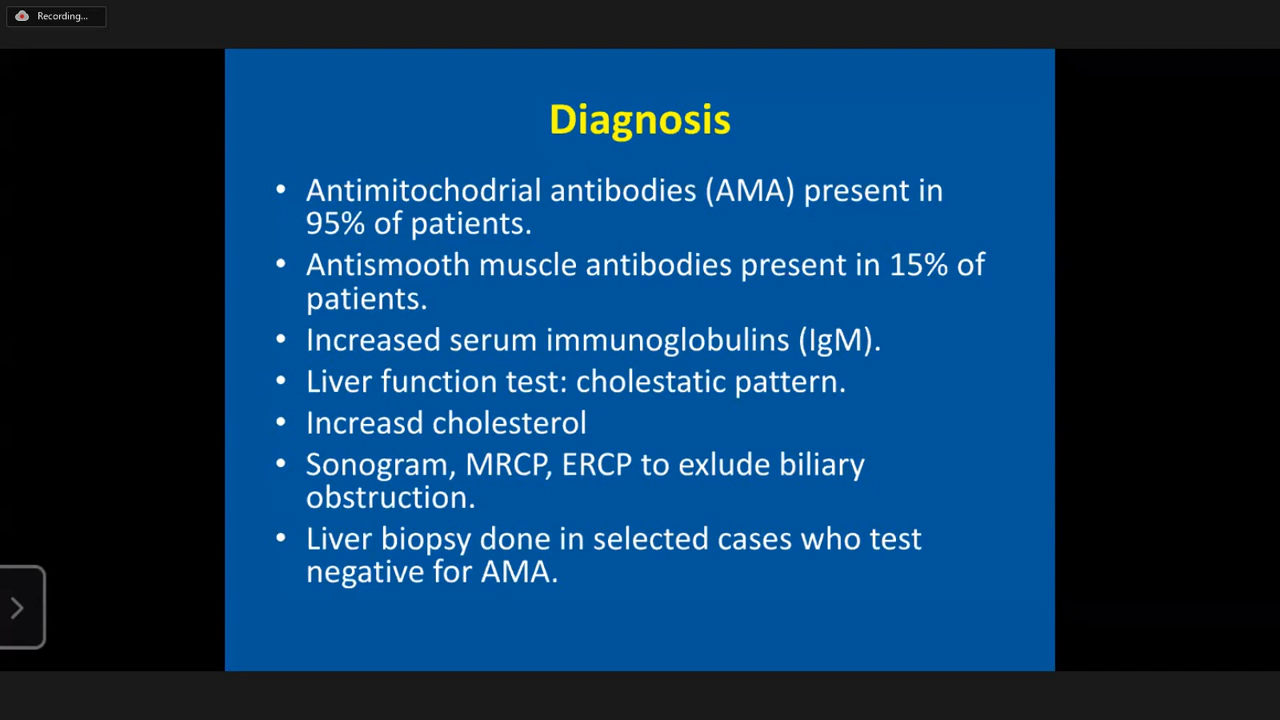 Recording...
Diagnosis
• Antimitochodrial antibodies (AMA) present in
95% of patients.
• Antismooth muscle antibodies present in 15% of
patients.
• Increased serum immunoglobulins (IgM).
• Liver function test: cholestatic pattern.
• Increasd cholesterol
• Sonogram, MRCP, ERCP to exlude biliary
obstruction.
• Liver biopsy done in selected cases who test
negative for AMA.